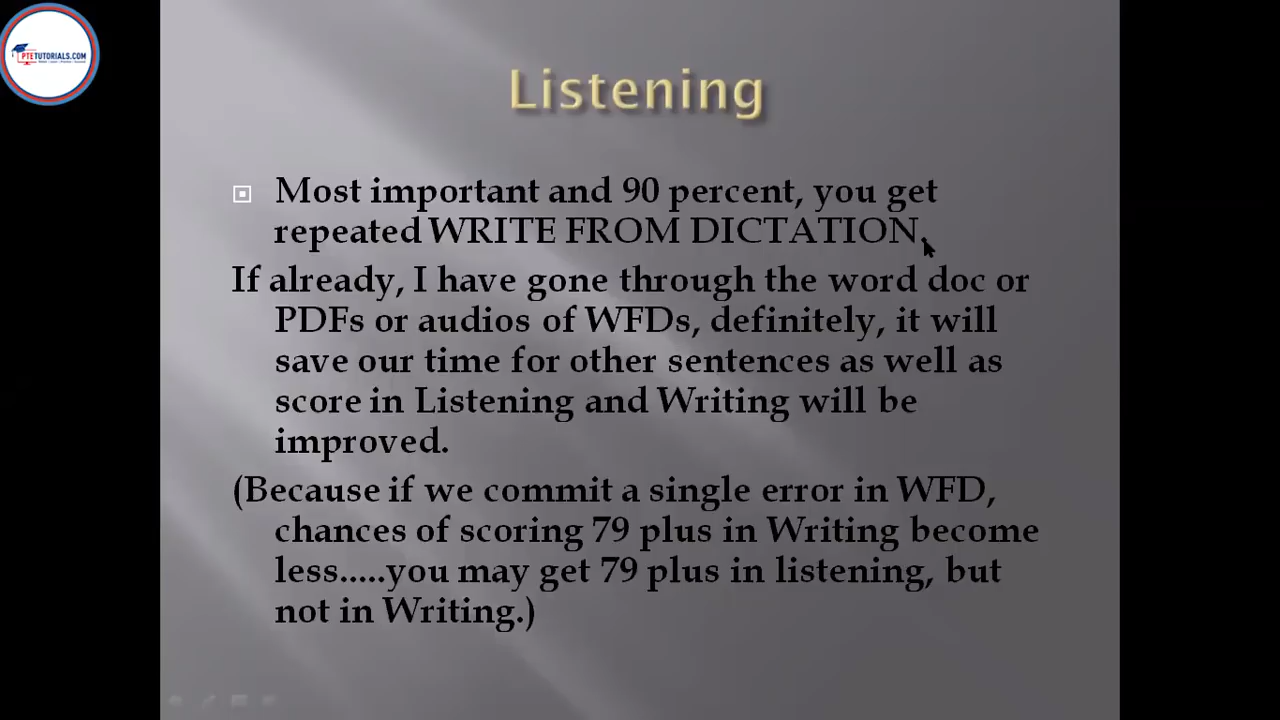 PTETUTORIALS.COM
Listening
Most important and 90 percent, you get
repeated WRITE FROM DICTATION.
If already, I have gone through the word doc or
PDFs or audios of WFDs, definitely, it will
save our time for other sentences as well as
score in Listening and Writing will be
improved.
(Because if we commit a single error in WFD,
chances of scoring 79 plus in Writing become
less.....you may get 79 plus in listening, but
not in Writing.)